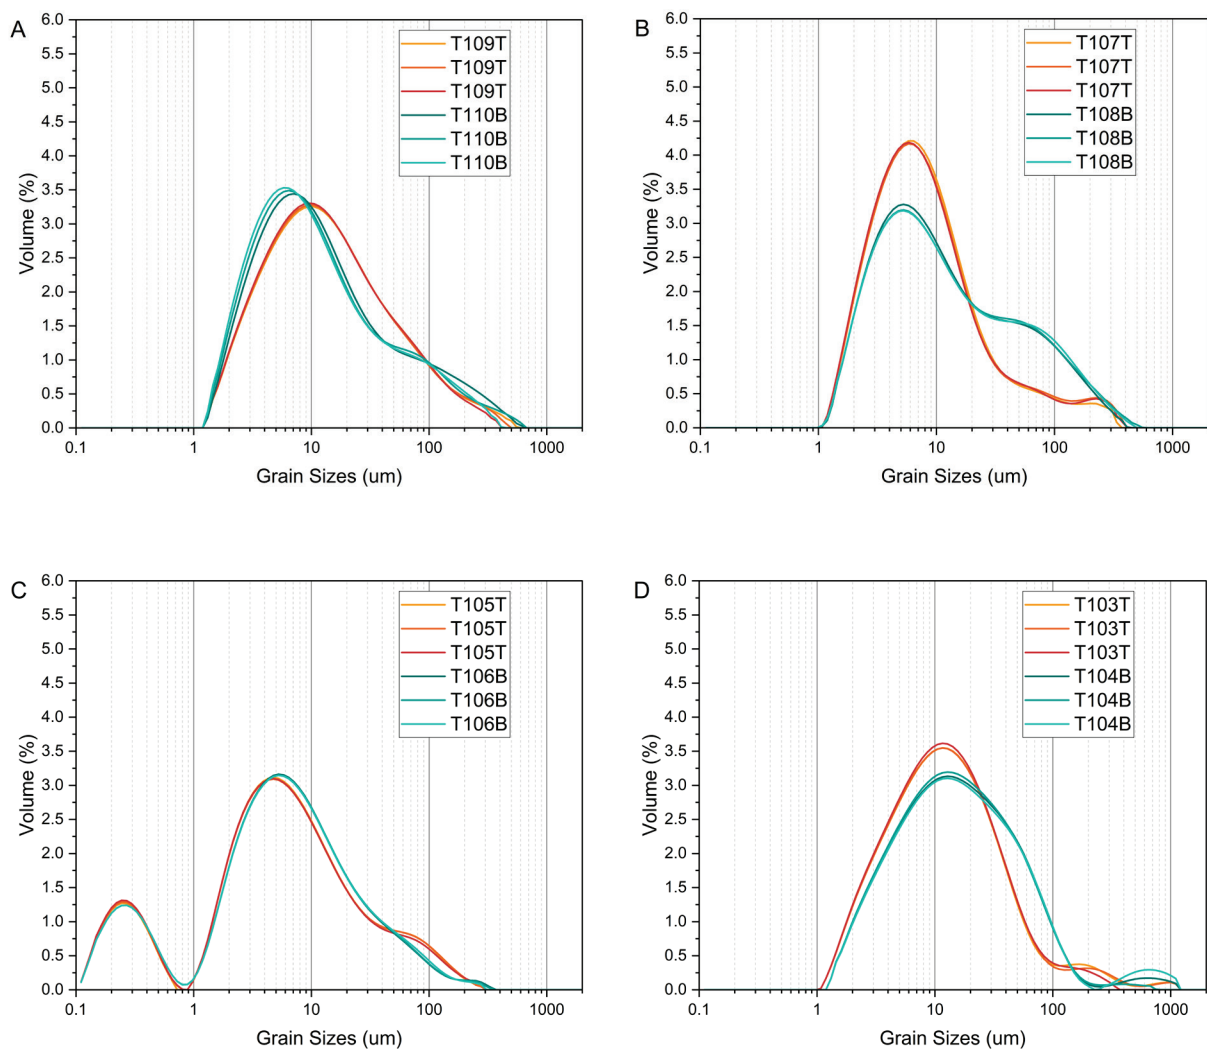 A
6.0
5.5
5.0
4.5
4.0
3.5
3.0
2.5
2.0
1.5
1.0
0.5
0.0
Volume (%)
T109T
T109T
T109T
T110B
T110B
T110B
0.1 1 10 100 1000
Grain Sizes (um)
B
6.0
5.5
5.0
4.5
4.0
3.5
3.0
2.5
2.0
1.5
1.0
0.5
0.0
Volume (%)
T107T
T107T
T107T
T108B
T108B
T108B
0.1 1 10 100 1000
Grain Sizes (um)
C
6.0
5.5
5.0
4.5
4.0
3.5
3.0
2.5
2.0
1.5
1.0
0.5
0.0
Volume (%)
T105T
T105T
T105T
T106B
T106B
T106B
0.1 1 10 100 1000
Grain Sizes (um)
D
6.0
5.5
5.0
4.5
4.0
3.5
3.0
2.5
2.0
1.5
1.0
0.5
0.0
Volume (%)
T103T
T103T
T103T
T104B
T104B
T104B
0.1 1 10 100 1000
Grain Sizes (um)